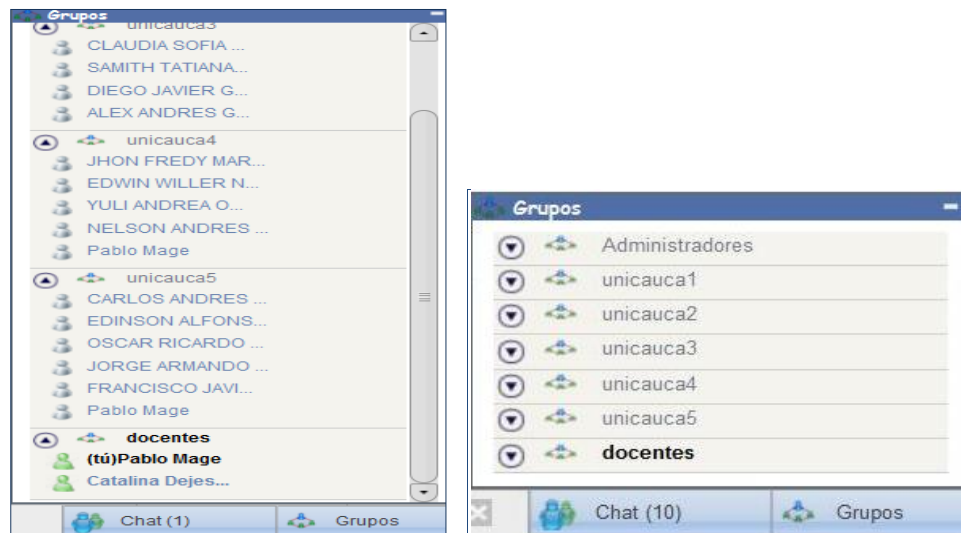 Grupos
unicauca3
CLAUDIA SOFIA ...
SAMITH TATIANA...
DIEGO JAVIER G...
ALEX ANDRES G...
unicauca4
JHON FREDY MAR...
EDWIN WILLER N...
YULI ANDREA O...
NELSON ANDRES ...
Pablo Mage
unicauca5
CARLOS ANDRES ...
EDINSON ALFONS...
OSCAR RICARDO ...
JORGE ARMANDO ...
FRANCISCO JAVI...
Pablo Mage
docentes
(tú)Pablo Mage
Catalina Dejes...
Chat (1) Grupos
Grupos
Administradores
unicauca1
unicauca2
unicauca3
unicauca4
unicauca5
docentes
Chat (10) Grupos